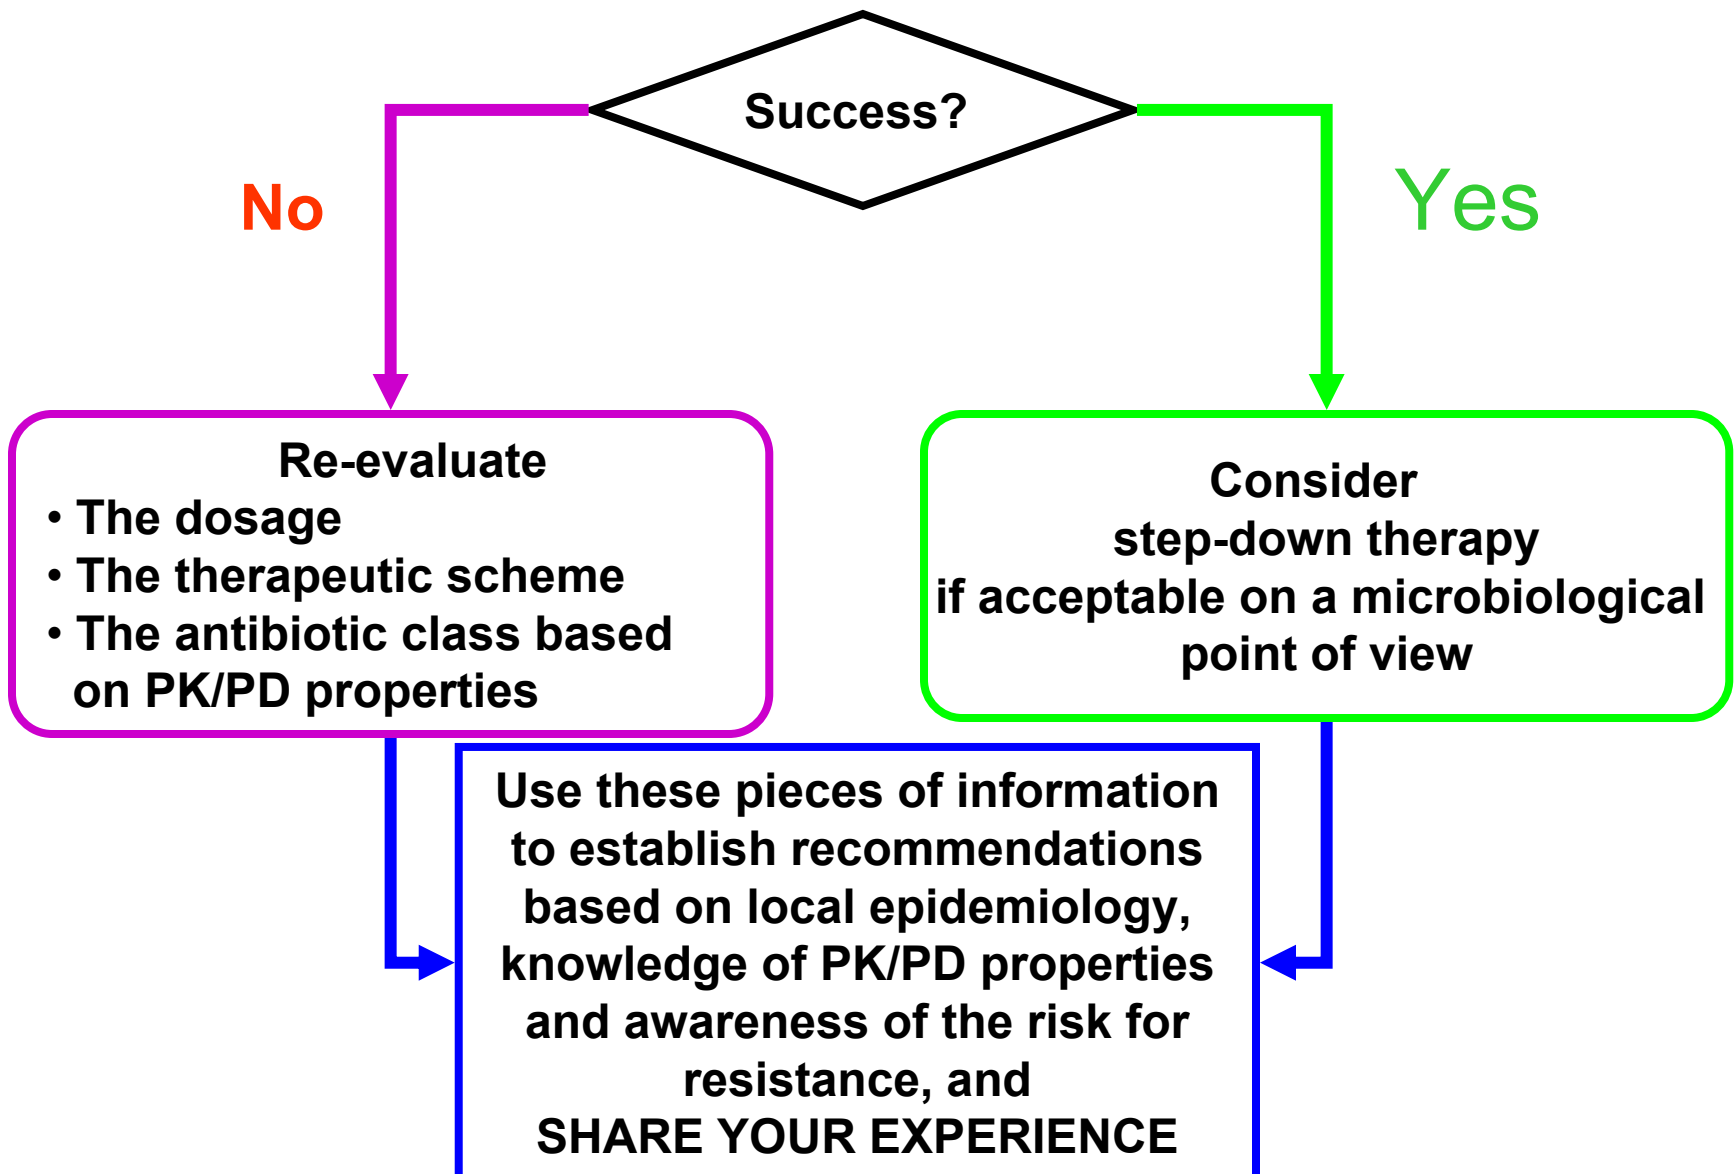 Success?
No
Yes
Re-evaluate
• The dosage
• The therapeutic scheme
• The antibiotic class based
on PK/PD properties
Consider
step-down therapy
if acceptable on a microbiological
point of view
Use these pieces of information
to establish recommendations
based on local epidemiology,
knowledge of PK/PD properties
and awareness of the risk for
resistance, and
SHARE YOUR EXPERIENCE